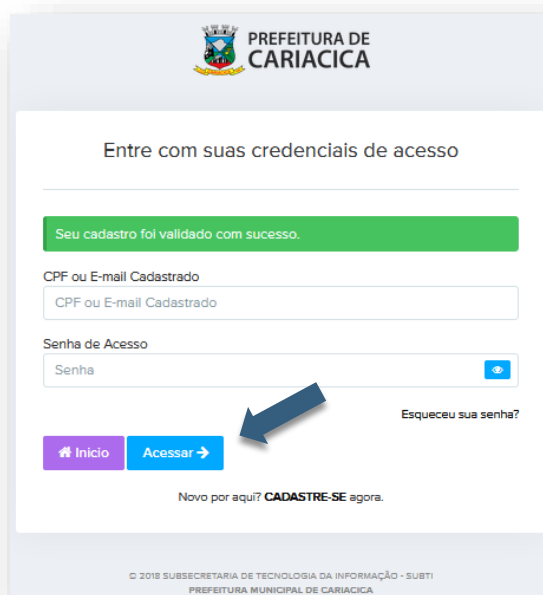 PREFEITURA DE
CARIACICA
Entre com suas credenciais de acesso
Seu cadastro foi validado com sucesso.
CPF ou E-mail Cadastrado
CPF ou E-mail Cadastrado
Senha de Acesso
Senha
Esqueceu sua senha?
Inicio Acessar →
Novo por aqui? CADASTRE-SE agora.
© 2018 SUBSECRETARIA DE TECNOLOGIA DA INFORMAÇÃO - SUBTI
PREFEITURA MUNICIPAL DE CARIACICA